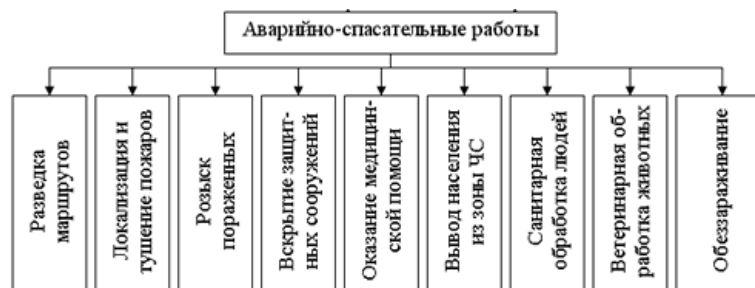 Аварийно-спасательные работы
Разведка
маршрутов
Локализация и
тушение пожаров
Розыск
пораженных
Вскрытие защит-
ных сооружений
Оказание медицин-
ской помощи
Вывод населения
из зоны ЧС
Санитарная
обработка людей
Ветеринарная об-
работка животных
Обеззараживание